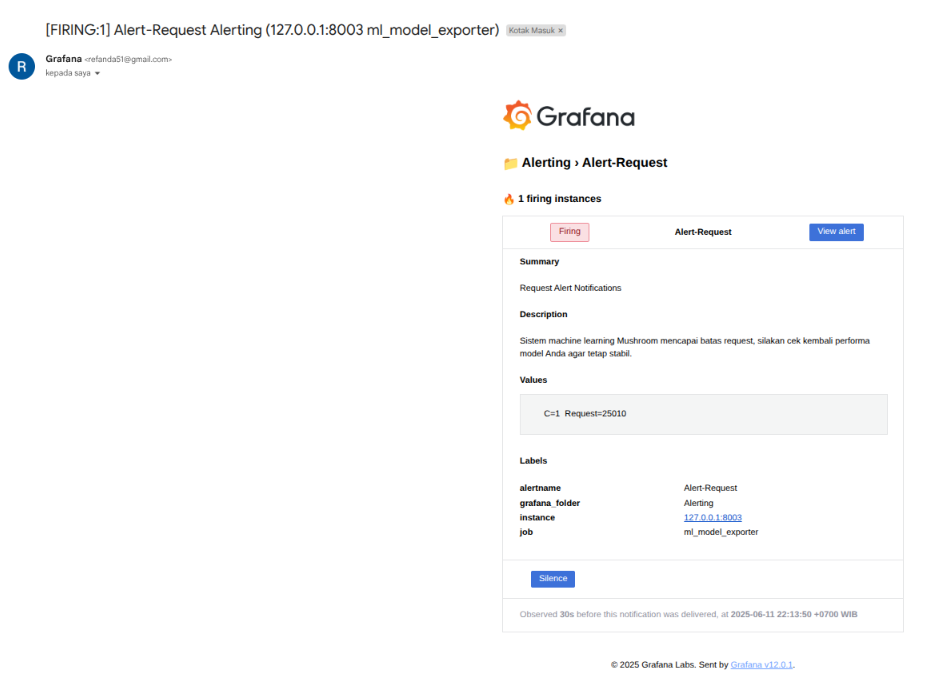 [FIRING:1] Alert-Request Alerting (127.0.0.1:8003 ml_model_exporter) Kotak Masuk ×
R
Grafana <refanda51@gmail.com>
kepada saya
Grafana
Alerting › Alert-Request
1 firing instances
Firing Alert-Request View alert
Summary
Request Alert Notifications
Description
Sistem machine learning Mushroom mencapai batas request, silakan cek kembali performa
model Anda agar tetap stabil.
Values
C=1 Request=25010
Labels
alertname Alert-Request
grafana_folder Alerting
instance 127.0.0.1:8003
job ml_model_exporter
Silence
Observed 30s before this notification was delivered, at 2025-06-11 22:13:50 +0700 WIB
© 2025 Grafana Labs. Sent by Grafana v12.0.1.